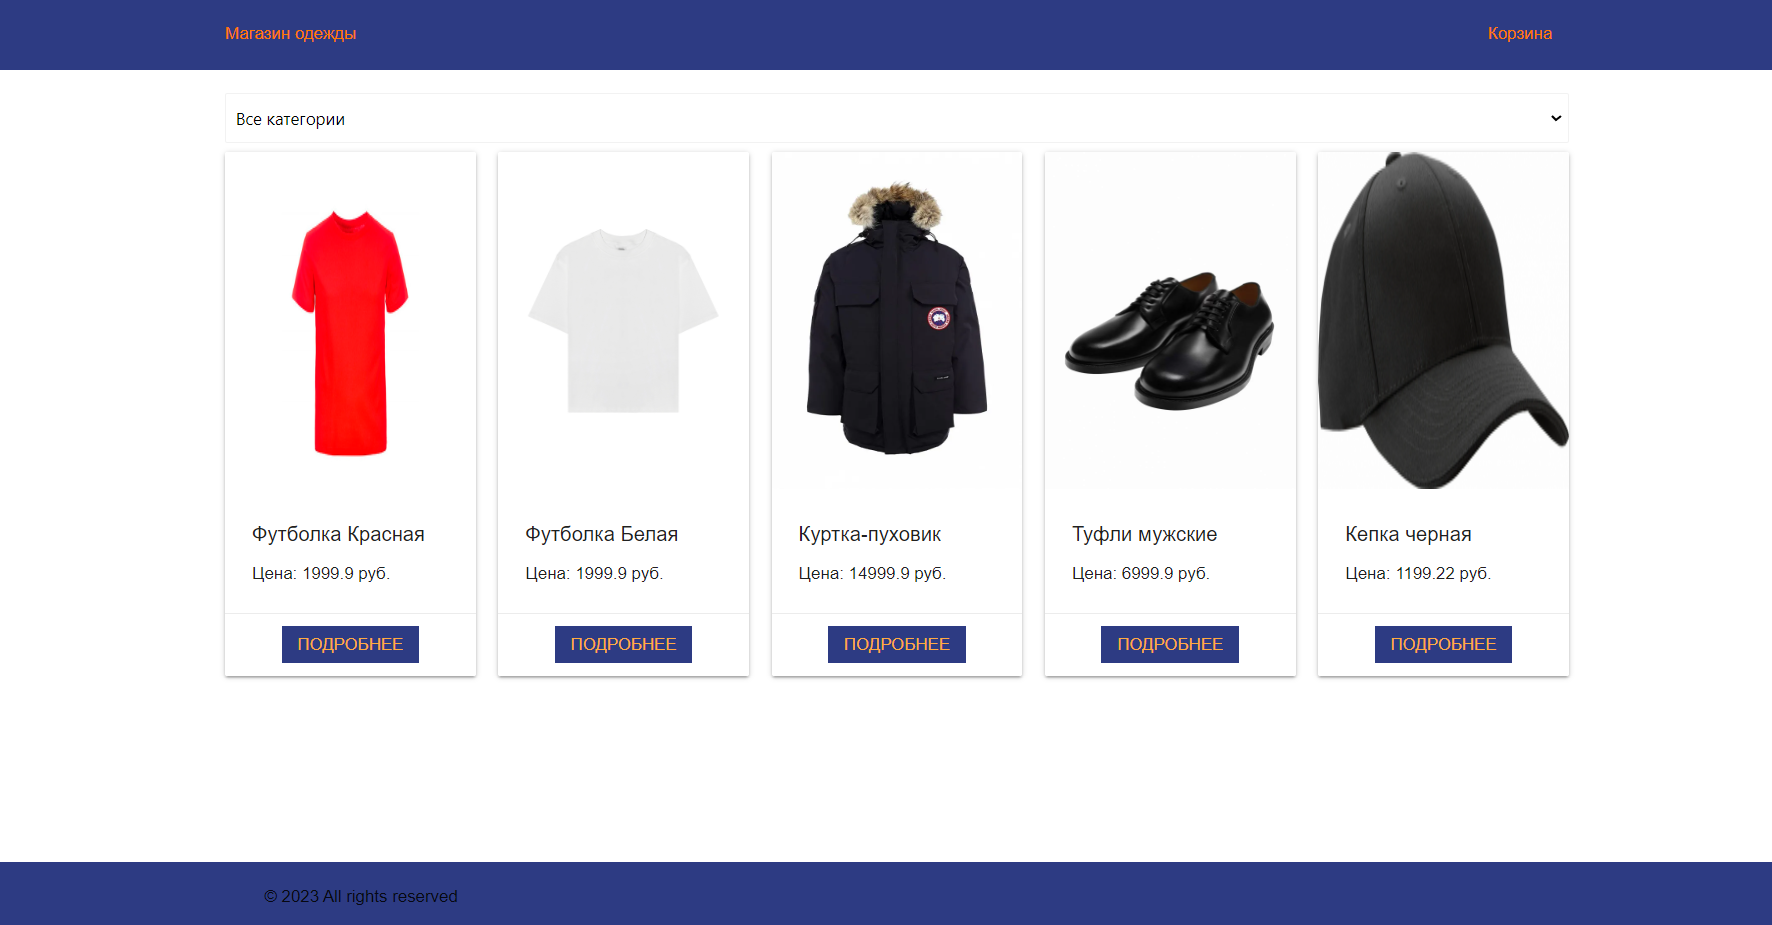 Магазин одежды
Корзина
Все категории
Футболка Красная
Цена: 1999.9 руб.
ПОДРОБНЕЕ
Футболка Белая
Цена: 1999.9 руб.
ПОДРОБНЕЕ
Куртка-пуховик
Цена: 14999.9 руб.
ПОДРОБНЕЕ
Туфли мужские
Цена: 6999.9 руб.
ПОДРОБНЕЕ
Кепка черная
Цена: 1199.22 руб.
ПОДРОБНЕЕ
© 2023 All rights reserved